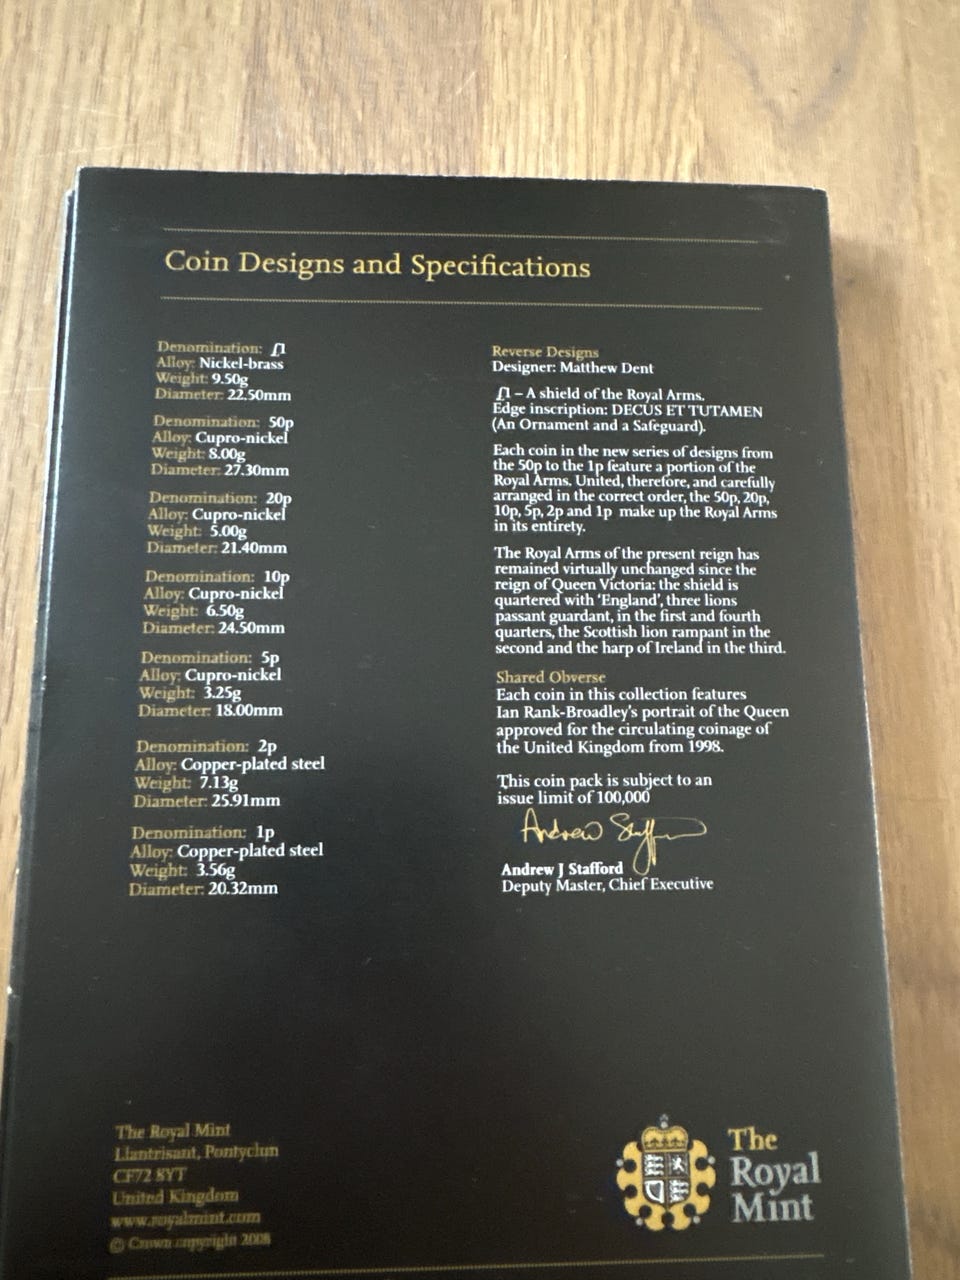 Coin Designs and Specifications
Denomination: £1
Alloy: Nickel-brass
Weight: 9.50g
Diameter: 22.50mm
Denomination: 50p
Alloy: Cupro-nickel
Weight: 8.00g
Diameter: 27.30mm
Denomination: 20p
Alloy: Cupro-nickel
Weight: 5.00g
Diameter: 21.40mm
Denomination: 10p
Alloy: Cupro-nickel
Weight: 6.50g
Diameter: 24.50mm
Denomination: 5p
Alloy: Cupro-nickel
Weight: 3.25g
Diameter: 18.00mm
Denomination: 2p
Alloy: Copper-plated steel
Weight: 7.13g
Diameter: 25.91mm
Denomination: 1p
Alloy: Copper-plated steel
Weight: 3.56g
Diameter: 20.32mm
Reverse Designs
Designer: Matthew Dent
£1 – A shield of the Royal Arms.
Edge inscription: DECUS ET TUTAMEN
(An Ornament and a Safeguard).
Each coin in the new series of designs from
the 50p to the 1p feature a portion of the
Royal Arms. United, therefore, and carefully
arranged in the correct order, the 50p, 20p,
10p, 5p, 2p and 1p make up the Royal Arms
in its entirety.
The Royal Arms of the present reign has
remained virtually unchanged since the
reign of Queen Victoria: the shield is
quartered with ‘England’, three lions
passant guardant, in the first and fourth
quarters, the Scottish lion rampant in the
second and the harp of Ireland in the third.
Shared Obverse
Each coin in this collection features
Ian Rank-Broadley's portrait of the Queen
approved for the circulating coinage of
the United Kingdom from 1998.
This coin pack is subject to an
issue limit of 100,000
Andrew Stafford
Andrew J Stafford
Deputy Master, Chief Executive
The Royal Mint
Llantrisant, Pontyclun
CF72 8YT
United Kingdom
www.royalmint.com
© Crown copyright 2008
The
Royal
Mint